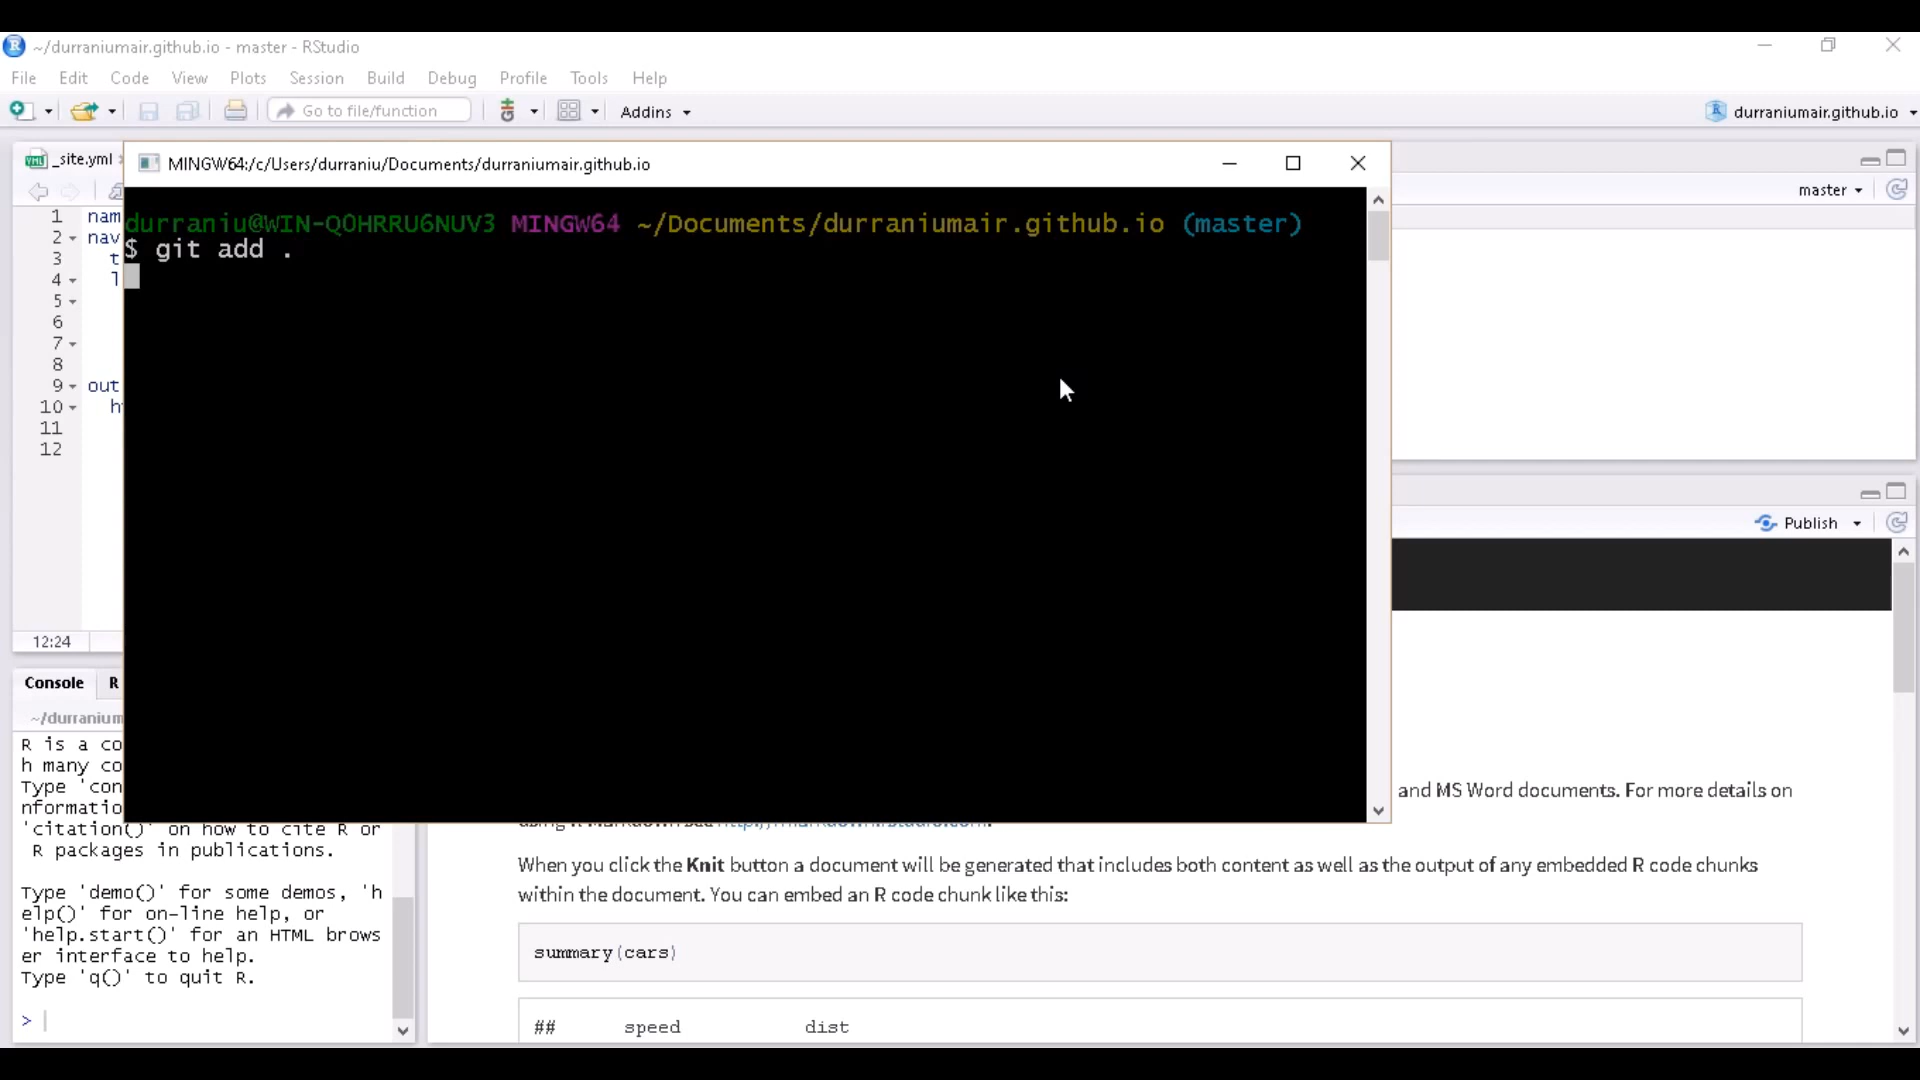 ~/durraniumair.github.io - master - RStudio
File Edit Code View Plots Session Build Debug Profile Tools Help
Go to file/function Addins durraniumair.github.io
_site.yml
MINGW64:/c/Users/durraniu/Documents/durraniumair.github.io
master
durraniu@WIN-Q0HRRU6NUV3 MINGW64 ~/Documents/durraniumair.github.io (master)
$ git add .
1 nam
2 nav
3 t
4 l
5
6
7
8
9 out
10 h
11
12
12:24
Publish
Console R
~/durranium
R is a co
h many co
Type 'con
nformatio
'citation()' on how to cite R or
R packages in publications.
Type 'demo()' for some demos, 'h
elp()' for on-line help, or
'help.start()' for an HTML brows
er interface to help.
Type 'q()' to quit R.
>
and MS Word documents. For more details on
When you click the Knit button a document will be generated that includes both content as well as the output of any embedded R code chunks
within the document. You can embed an R code chunk like this:
summary(cars)
## speed dist